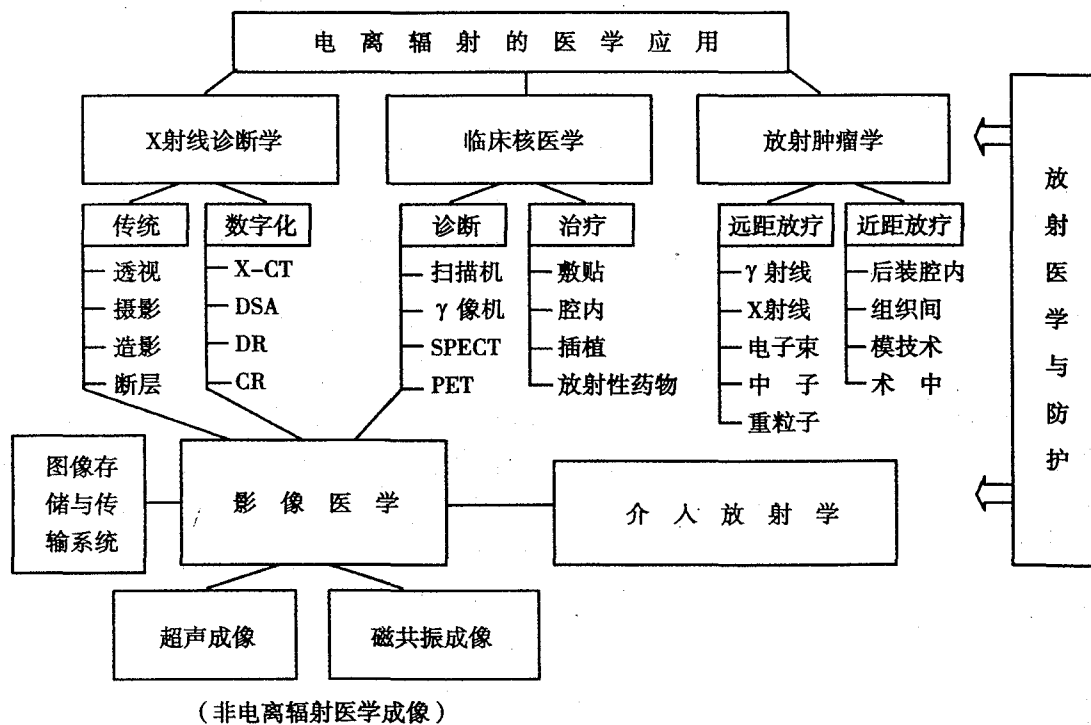 电离辐射的医学应用
X射线诊断学
临床核医学
放射肿瘤学
传统
透视
摄影
造影
断层
数字化
X-CT
DSA
DR
CR
诊断
扫描机
γ像机
SPECT
PET
治疗
敷贴
腔内
插植
放射性药物
远距放疗
γ射线
X射线
电子束
中子
重粒子
近距放疗
后装腔内
组织间
模技术
术中
放射医学与防护
图像存
储与传
输系统
影像医学
介人放射学
超声成像
磁共振成像
(非电离辐射医学成像)